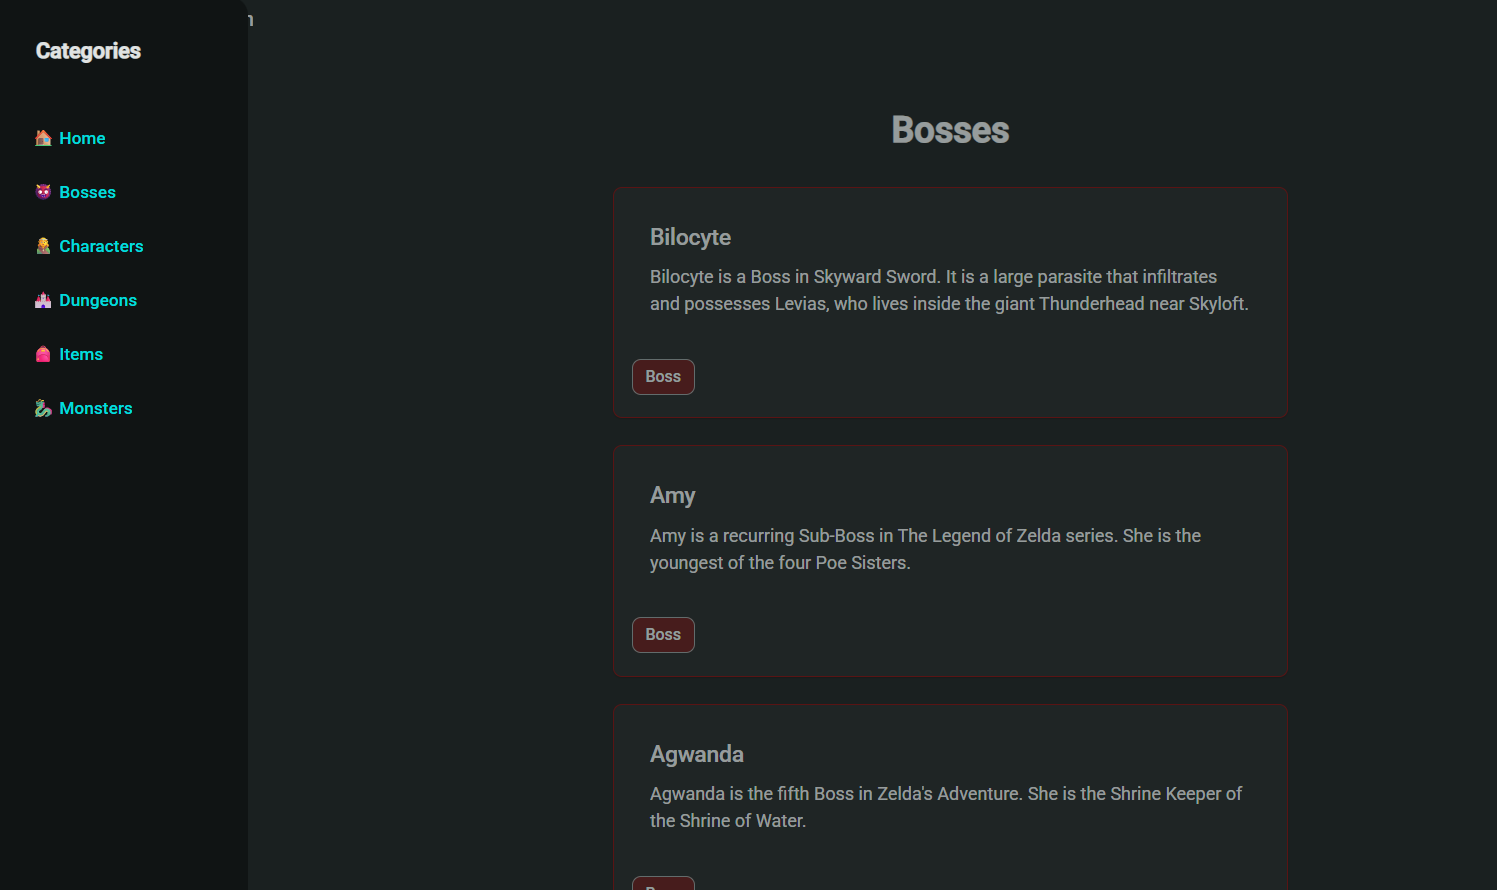 Categories
Home
Bosses
Characters
Dungeons
Items
Monsters
Bosses
Bilocyte
Bilocyte is a Boss in Skyward Sword. It is a large parasite that infiltrates
and possesses Levias, who lives inside the giant Thunderhead near Skyloft.
Boss
Amy
Amy is a recurring Sub-Boss in The Legend of Zelda series. She is the
youngest of the four Poe Sisters.
Boss
Agwanda
Agwanda is the fifth Boss in Zelda's Adventure. She is the Shrine Keeper of
the Shrine of Water.